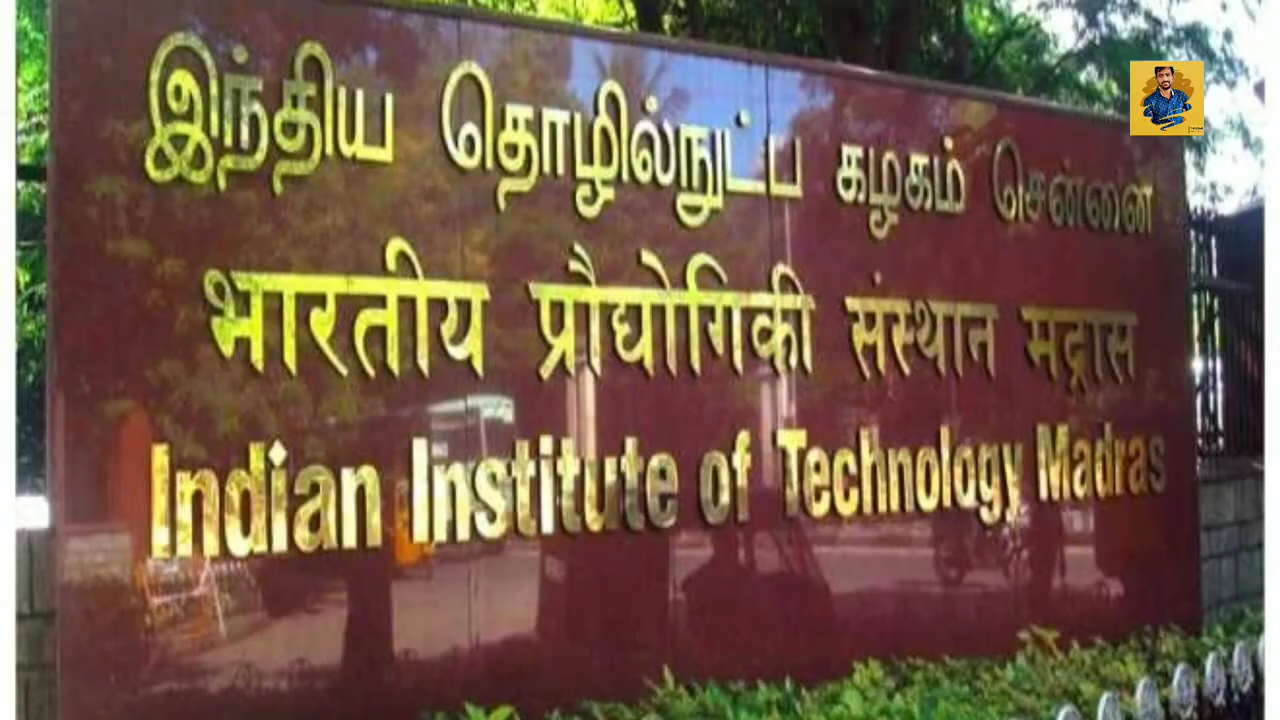 இந்திய தொழில்நுட்ப கழகம் சென்னை
भारतीय प्रौद्योगिकी संस्थान मद्रास
Indian Institute of Technology Madras